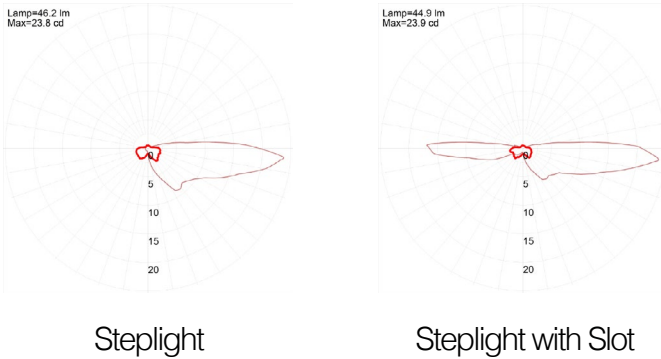 Lamp=46.2 lm
Max=23.8 cd
0
5
10
15
20
Steplight
Lamp=44.9 lm
Max=23.9 cd
0
5
10
15
20
Steplight with Slot